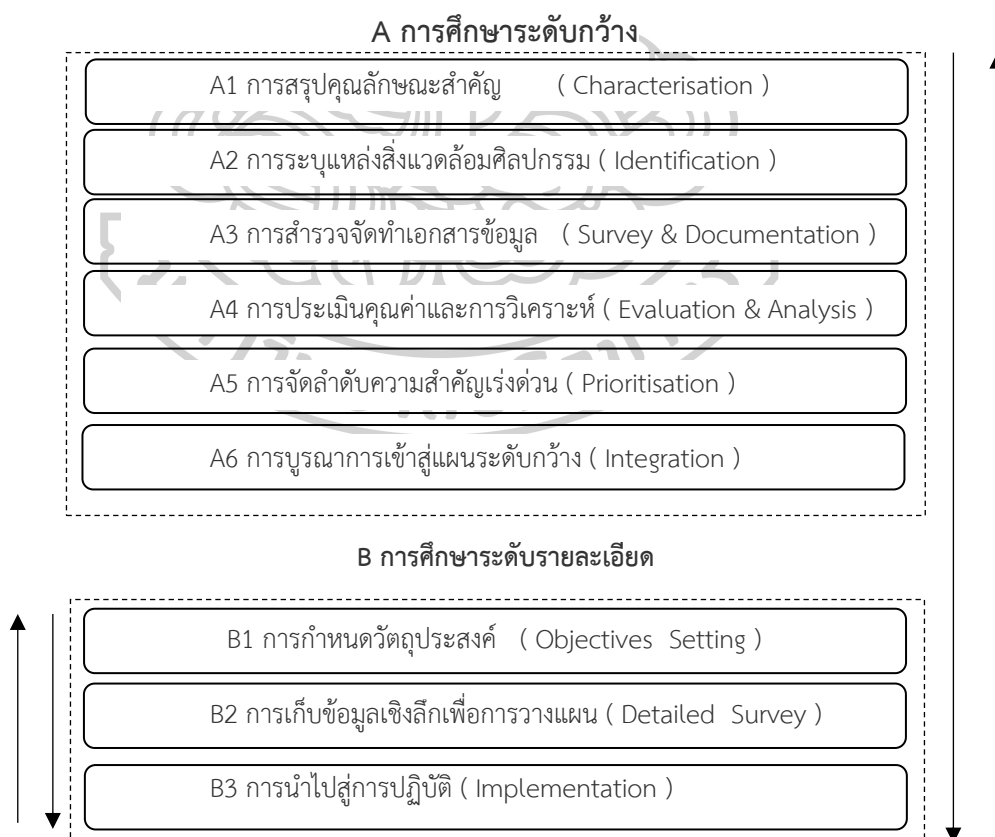 A การศึกษาระดับกว้าง
A1 การสรุปคุณลักษณะสำคัญ ( Characterisation )
A2 การระบุแหล่งสิ่งแวดล้อมศิลปกรรม ( Identification )
A3 การสำรวจจัดทำเอกสารข้อมูล ( Survey & Documentation )
A4 การประเมินคุณค่าและการวิเคราะห์ ( Evaluation & Analysis )
A5 การจัดลำดับความสำคัญเร่งด่วน ( Prioritisation )
A6 การบูรณาการเข้าสู่แผนระดับกว้าง ( Integration )
B การศึกษาระดับรายละเอียด
B1 การกำหนดวัตถุประสงค์ ( Objectives Setting )
B2 การเก็บข้อมูลเชิงลึกเพื่อการวางแผน ( Detailed Survey )
B3 การนำไปสู่การปฏิบัติ ( Implementation )